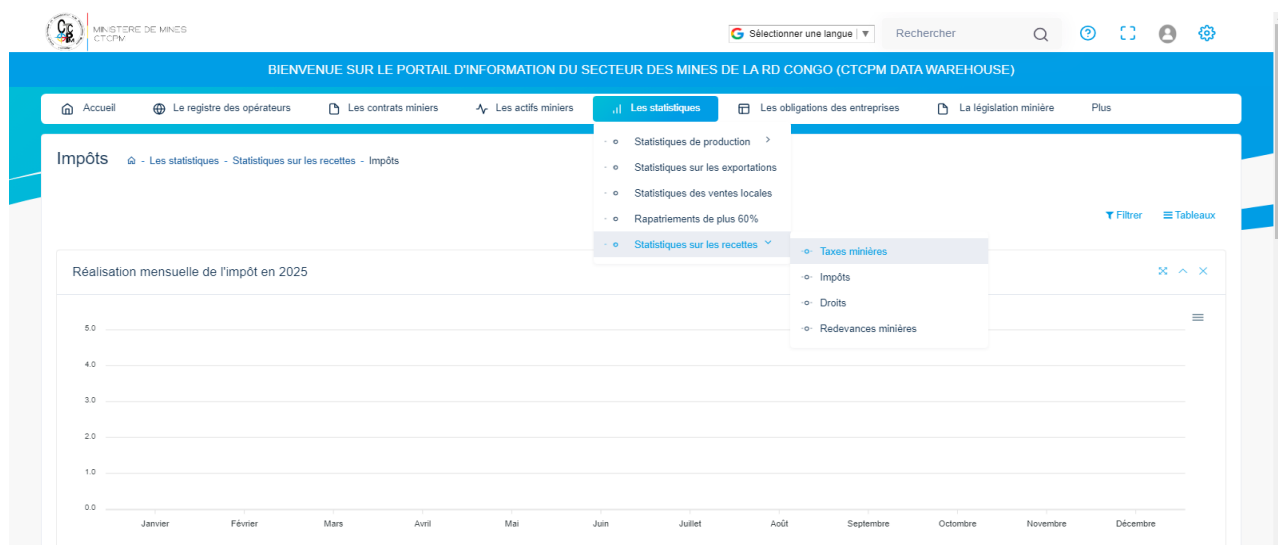 MINISTERE DE MINES
CTCPM
Sélectionner une langue ▼
Rechercher
BIENVENUE SUR LE PORTAIL D'INFORMATION DU SECTEUR DES MINES DE LA RD CONGO (CTCPM DATA WAREHOUSE)
Accueil Le registre des opérateurs Les contrats miniers Les actifs miniers Les statistiques Les obligations des entreprises La législation minière Plus
Statistiques de production
Impôts - Les statistiques - Statistiques sur les recettes - Impôts
Statistiques sur les exportations
Statistiques des ventes locales
Rapatriements de plus 60%
Filtrer Tableaux
Statistiques sur les recettes
Taxes minières
Impôts
Droits
Redevances minières
Réalisation mensuelle de l'impôt en 2025
5.0
4.0
3.0
2.0
1.0
0.0
Janvier Février Mars Avril Mai Juin Juillet Août Septembre Octombre Novembre Décembre